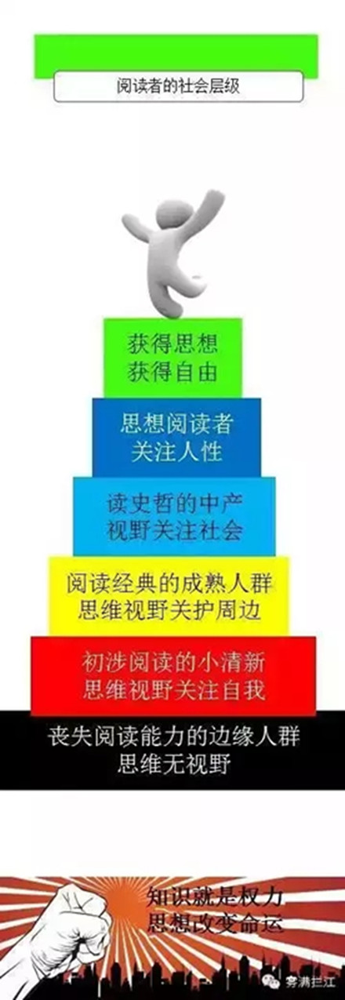 阅读者的社会层级
获得思想
获得自由
思想阅读者
关注人性
读史哲的中产
视野关注社会
阅读经典的成熟人群
思维视野关护周边
初涉阅读的小清新
思维视野关注自我
丧失阅读能力的边缘人群
思维无视野
知识就是权力
思想改变命运
雾满拦江